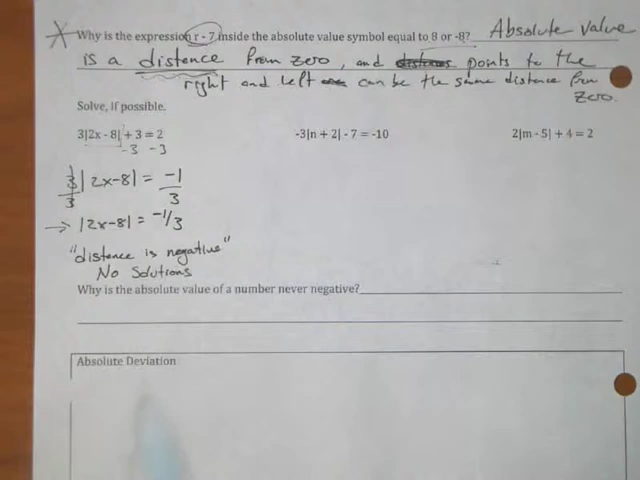 Why is the expression r - 7 inside the absolute value symbol equal to 8 or -8? Absolute Value
is a distance from zero, and points to the
right and left can be the same distance from
zero.
Solve, if possible.
3|2x - 8| + 3 = 2 -3|n + 2| - 7 = -10 2|m - 5| + 4 = 2
-3 -3
3|2x-8| = -1
3 3
→ |2x-8| = -1/3
"distance is negative"
No Solutions
Why is the absolute value of a number never negative?
Absolute Deviation